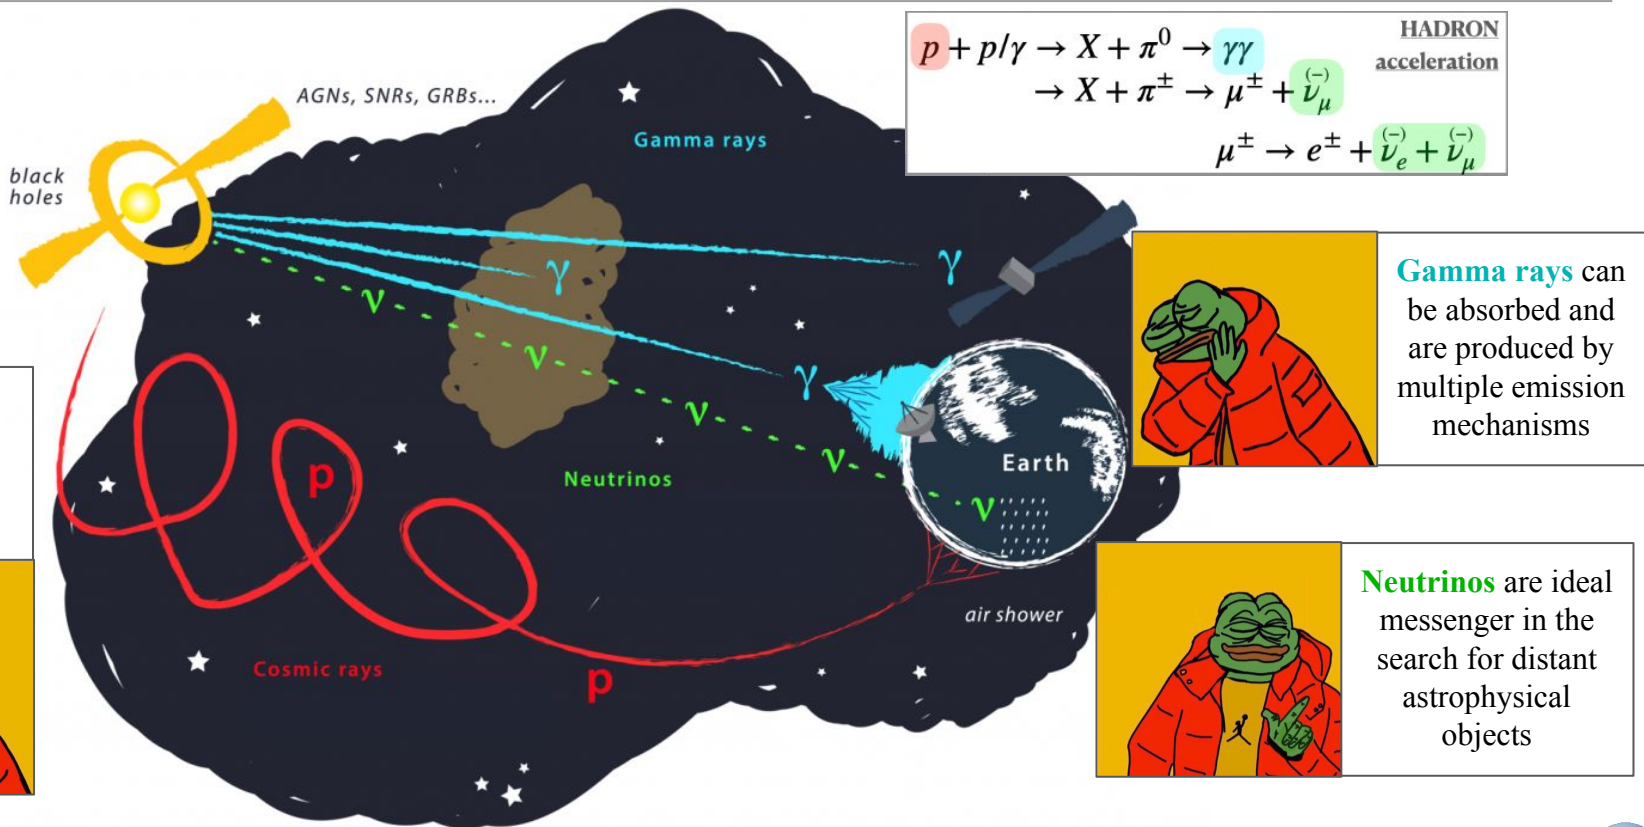 AGNs, SNRs, GRBs...
black
holes
Gamma rays
HADRON
acceleration
p + p/γ → X + π⁰ → γγ
→ X + π± → μ± + ν̄_μ^(−)
μ± → e± + ν_e^(−) + ν_μ^(−)
γ
γ
γ
ν
ν
ν
ν
ν
Neutrinos
Earth
p
air shower
Cosmic rays
p
Gamma rays can
be absorbed and
are produced by
multiple emission
mechanisms
Neutrinos are ideal
messenger in the
search for distant
astrophysical
objects